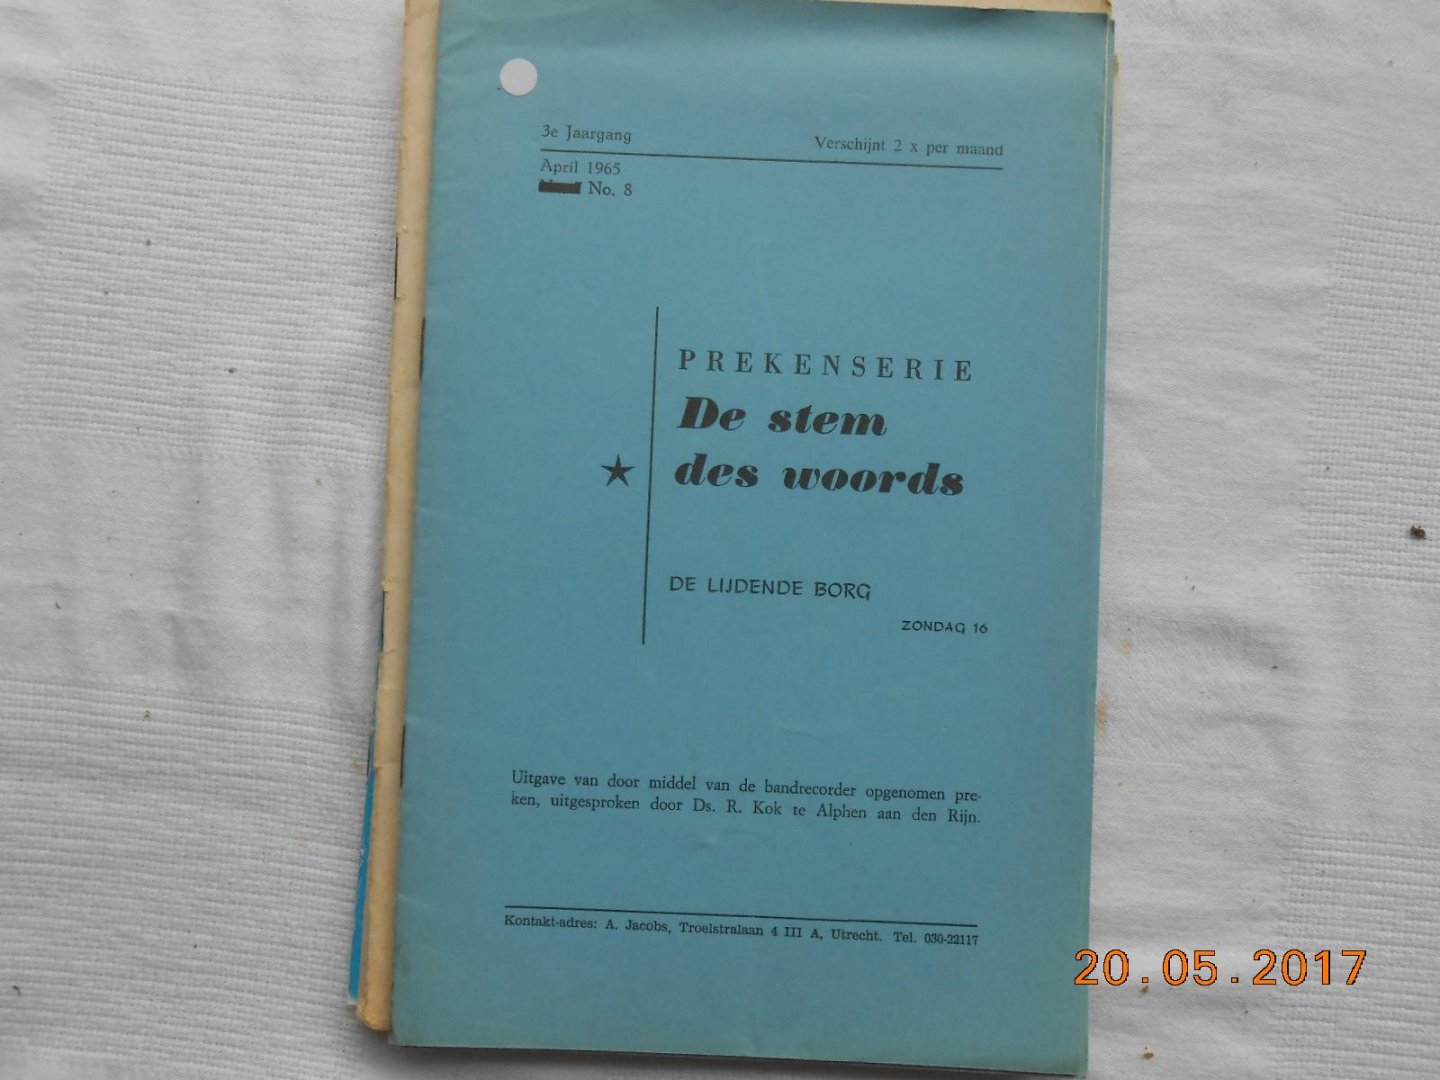 3e Jaargang
Verschijnt 2 x per maand
April 1965
No. 8
PREKENSERIE
De stem
des woords
DE LIJDENDE BORG
ZONDAG 16
Uitgave van door middel van de bandrecorder opgenomen pre-
ken, uitgesproken door Ds. R. Kok te Alphen aan den Rijn.
Kontakt-adres: A. Jacobs, Troelstralaan 4 III A, Utrecht. Tel. 030-22117
20.05.2017